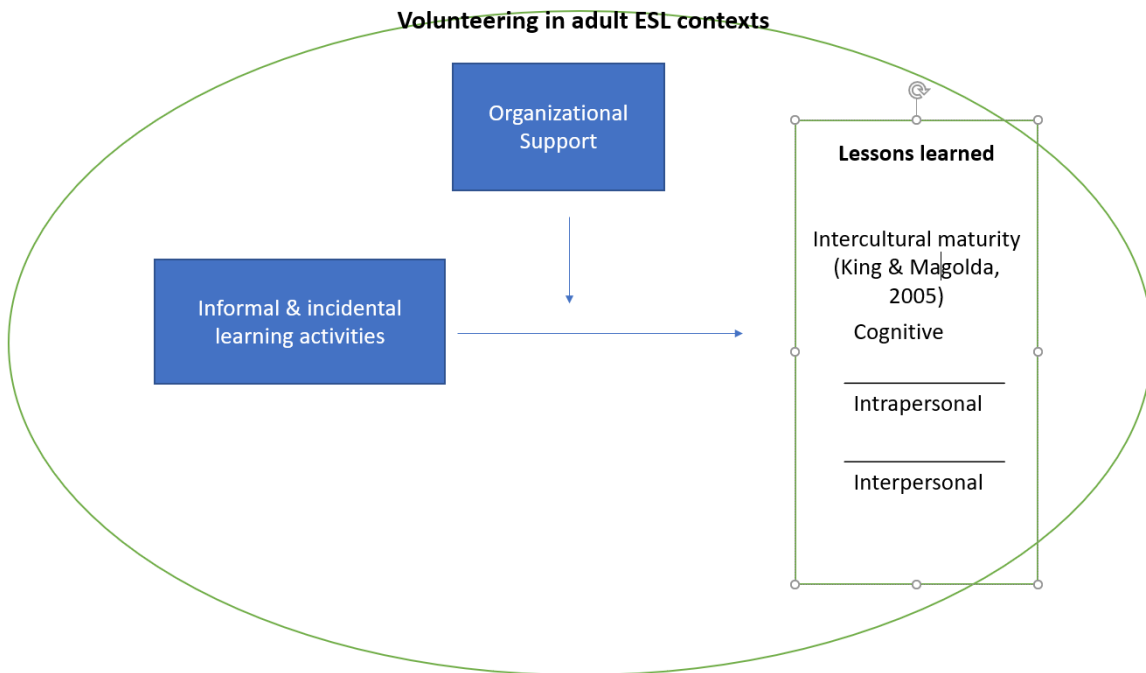 Volunteering in adult ESL contexts
Organizational
Support
Informal & incidental
learning activities
Lessons learned
Intercultural maturity
(King & Magolda,
2005)
Cognitive
Intrapersonal
Interpersonal